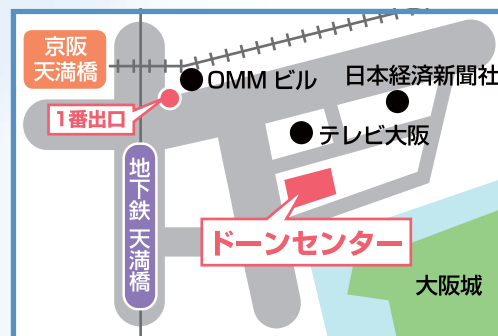 京阪
天満橋
OMM ビル
日本経済新聞社
1番出口
テレビ大阪
地下鉄 天満橋
ドーンセンター
大阪城